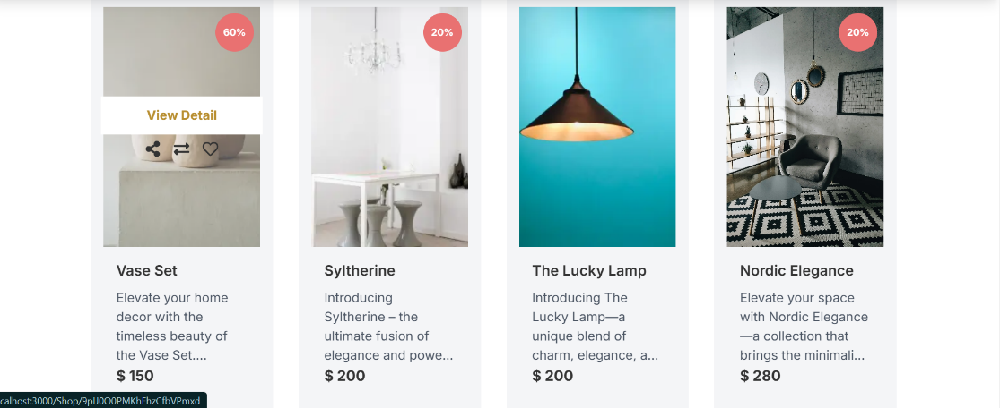 60%
20%
20%
View Detail
Vase Set
Elevate your home
decor with the
timeless beauty of
the Vase Set....
$ 150
Syltherine
Introducing
Syltherine – the
ultimate fusion of
elegance and powe...
$ 200
The Lucky Lamp
Introducing The
Lucky Lamp—a
unique blend of
charm, elegance, a...
$ 200
Nordic Elegance
Elevate your space
with Nordic Elegance
—a collection that
brings the minimali...
$ 280
calhost:3000/Shop/9pIJ0O0PMKhFhzCfbVPmxd